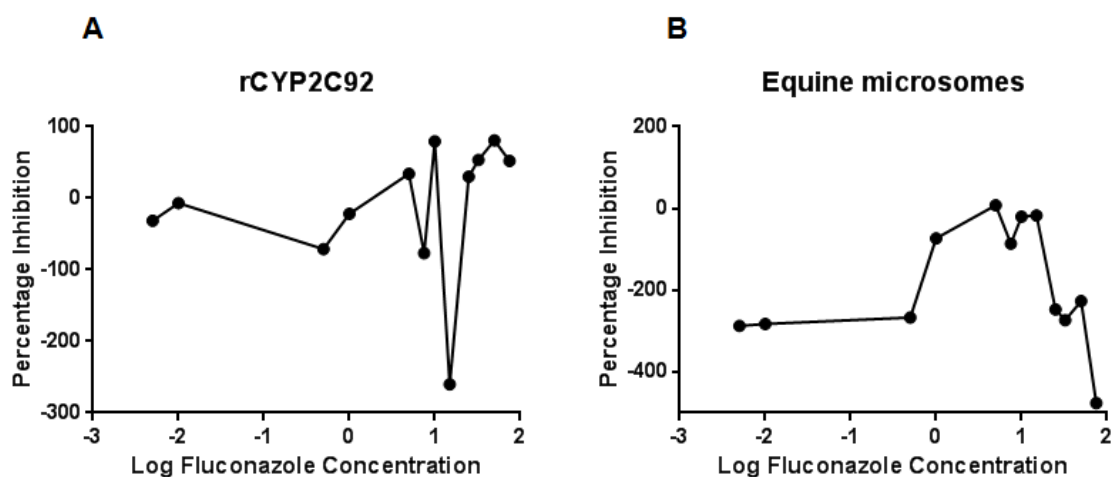 A
rCYP2C92
Percentage Inhibition
100
0
-100
-200
-300
-3 -2 -1 0 1 2
Log Fluconazole Concentration
B
Equine microsomes
Percentage Inhibition
200
0
-200
-400
-3 -2 -1 0 1 2
Log Fluconazole Concentration